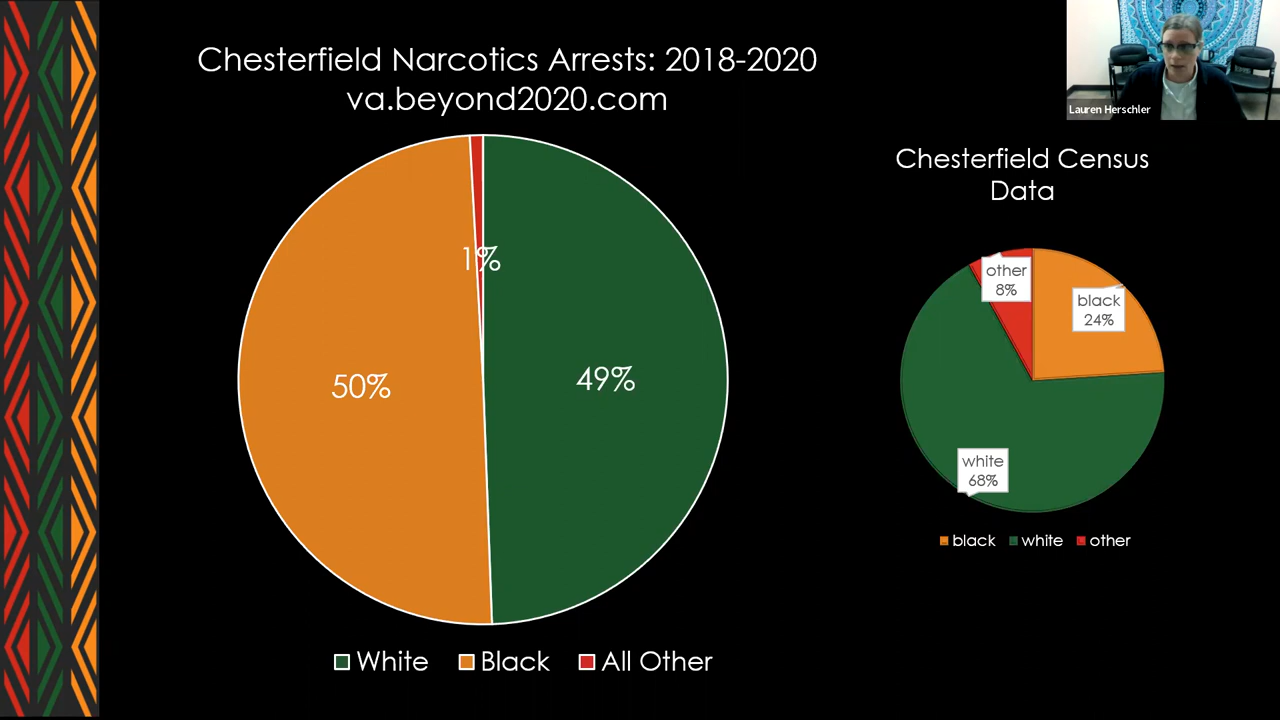 Chesterfield Narcotics Arrests: 2018-2020
va.beyond2020.com
Lauren Herschler
Chesterfield Census
Data
1%
50%
49%
other
8%
black
24%
white
68%
black white other
White Black All Other